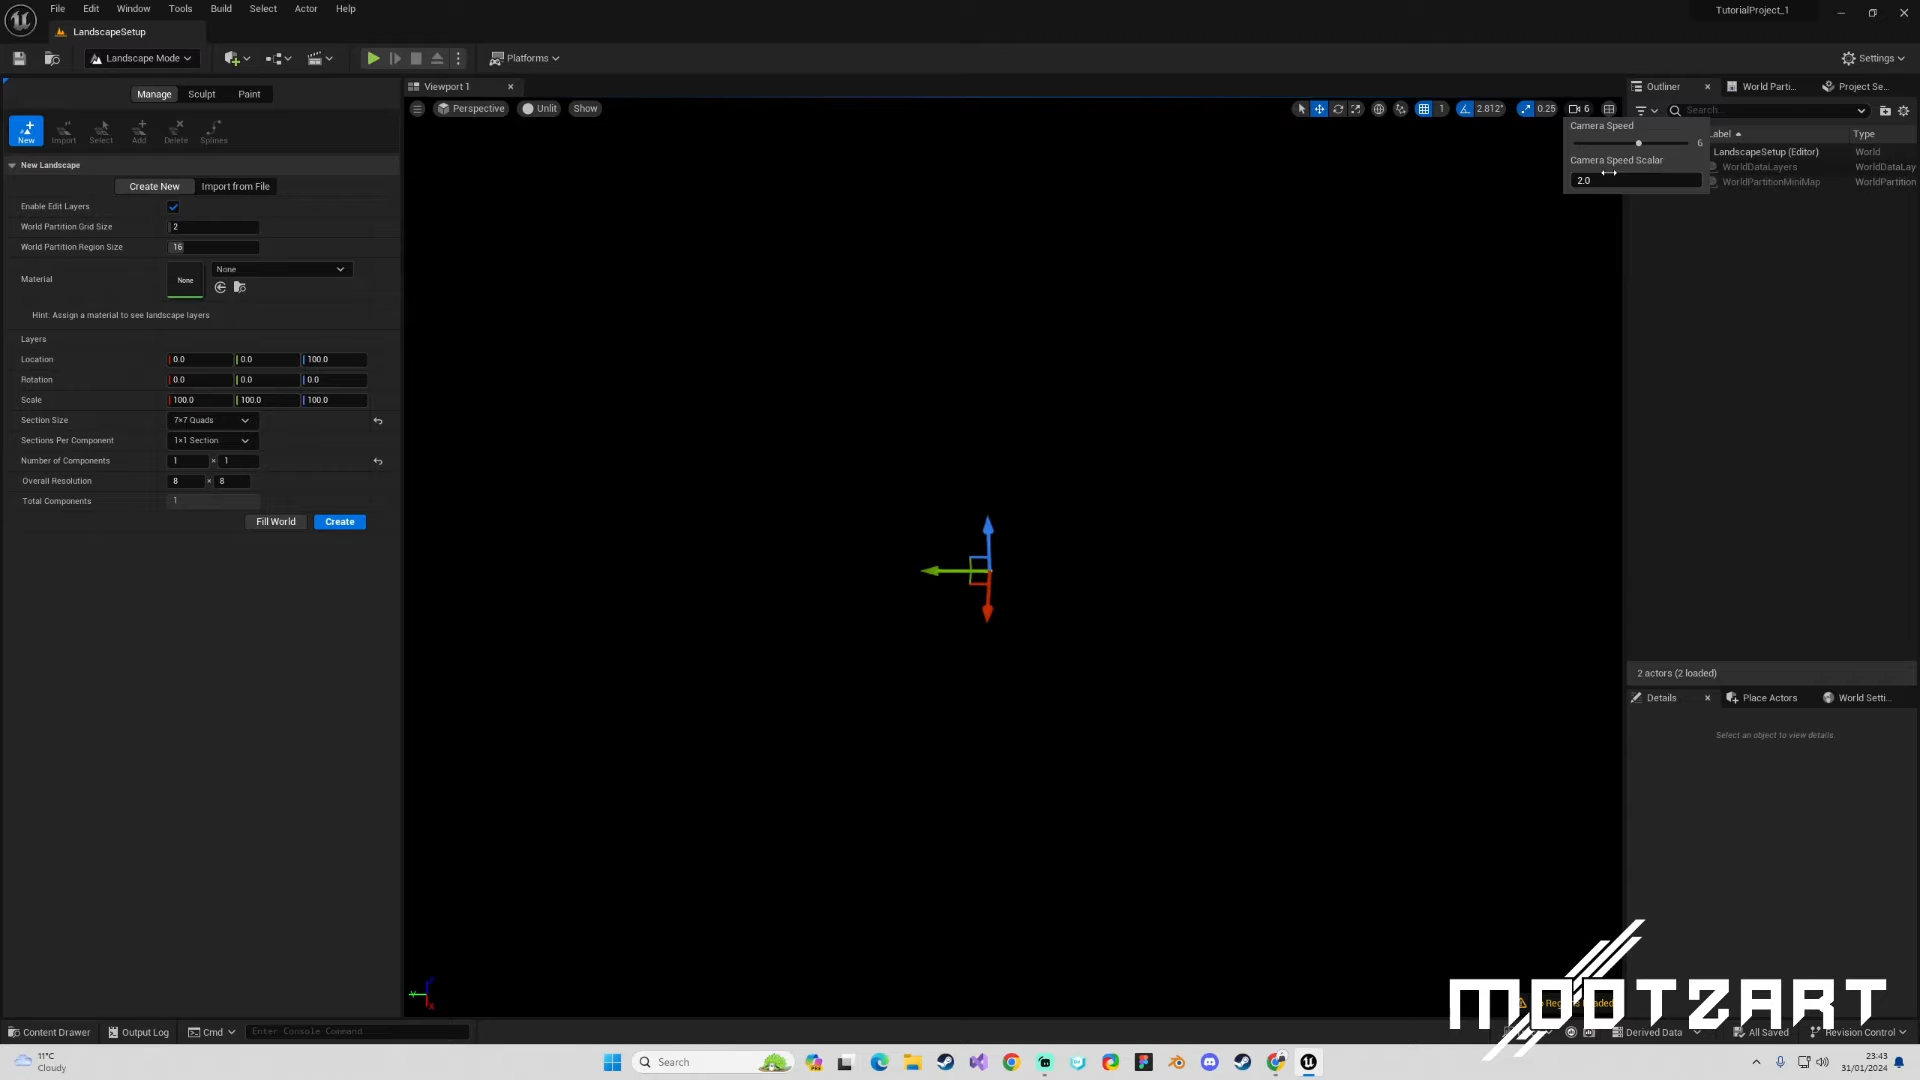 File Edit Window Tools Build Select Actor Help
TutorialProject_1
LandscapeSetup
Landscape Mode
Platforms
Settings
Manage Sculpt Paint
New Import Select Add Delete Splines
New Landscape
Create New Import from File
Enable Edit Layers
World Partition Grid Size 2
World Partition Region Size 16
Material None None
Hint: Assign a material to see landscape layers
Layers
Location 0.0 0.0 100.0
Rotation 0.0 0.0 0.0
Scale 100.0 100.0 100.0
Section Size 7×7 Quads
Sections Per Component 1×1 Section
Number of Components 1 × 1
Overall Resolution 8 × 8
Total Components 1
Fill World Create
Viewport 1
Perspective Unlit Show
1 2.812° 0.25 6
Camera Speed
6
Camera Speed Scalar
2.0
Outliner World Parti... Project Se...
Search...
Label Type
LandscapeSetup (Editor) World
WorldDataLayers WorldDataLay
WorldPartitionMiniMap WorldPartition
2 actors (2 loaded)
Details Place Actors World Setti...
Select an object to view details.
MOOTZART
Content Drawer Output Log Cmd Enter Console Command
Derived Data All Saved Revision Control
11°C
Cloudy
Search
23:43
31/01/2024